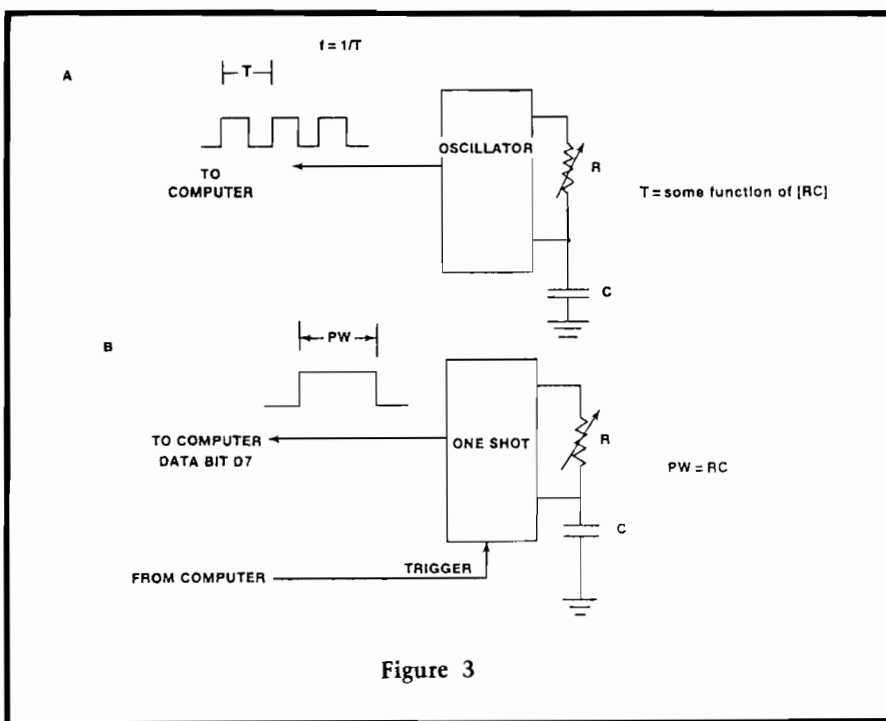 f = 1/T
A
T
OSCILLATOR
R
TO
COMPUTER
T = some function of [RC]
C
B
PW
TO COMPUTER
DATA BIT D7
ONE SHOT
R
PW = RC
C
FROM COMPUTER
TRIGGER
Figure 3